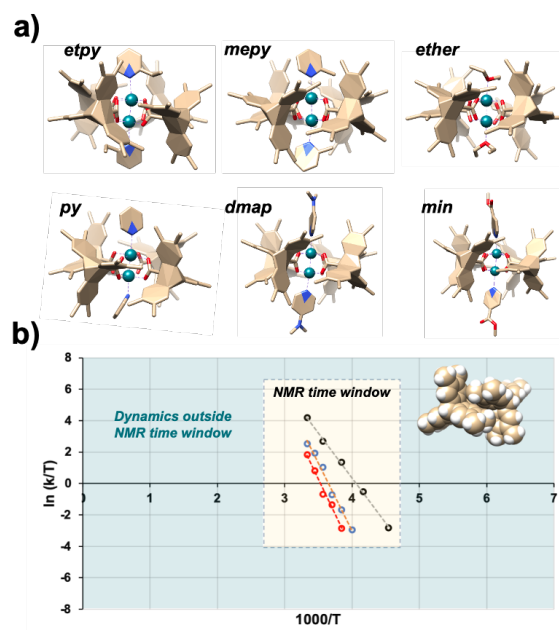 a)
etpy mepy ether
py dmap min
b)
8
6
4
2
0
-2
-4
-6
-8
ln (k/T)
Dynamics outside
NMR time window
NMR time window
0 1 2 3 4 5 6 7
1000/T